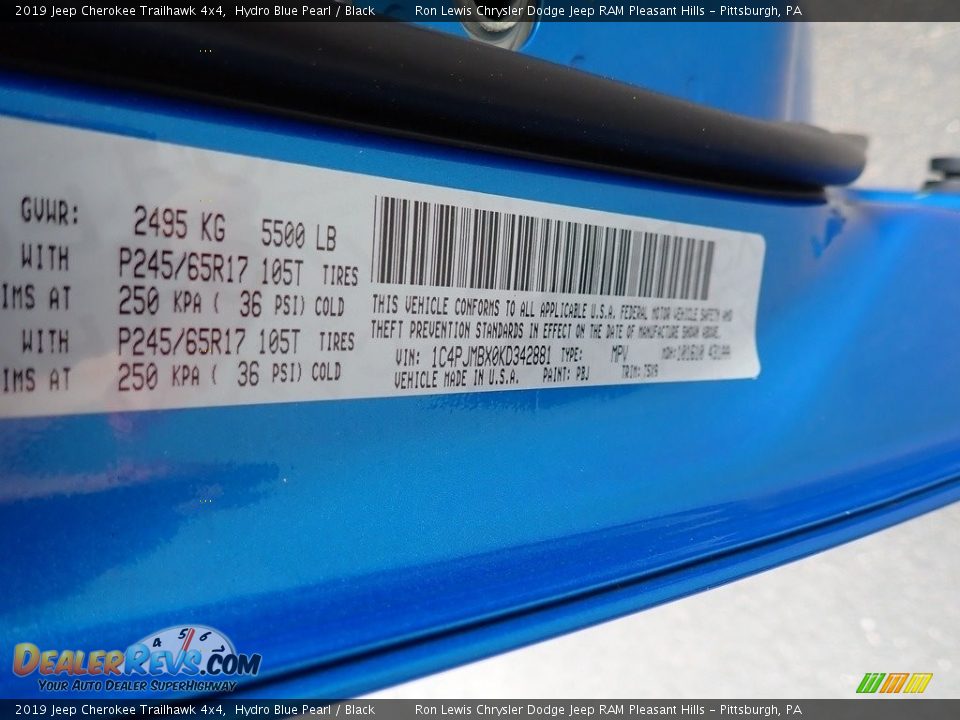 2019 Jeep Cherokee Trailhawk 4x4, Hydro Blue Pearl / Black Ron Lewis Chrysler Dodge Jeep RAM Pleasant Hills - Pittsburgh, PA
GVWR: 2495 KG 5500 LB
WITH P245/65R17 105T TIRES
IMS AT 250 KPA ( 36 PSI) COLD
WITH P245/65R17 105T TIRES
IMS AT 250 KPA ( 36 PSI) COLD
THIS VEHICLE CONFORMS TO ALL APPLICABLE U.S.A. FEDERAL MOTOR VEHICLE SAFETY AND
THEFT PREVENTION STANDARDS IN EFFECT ON THE DATE OF MANUFACTURE SHOWN ABOVE.
VIN: 1C4PJMBX0KD342881 TYPE: MPV MDH:
VEHICLE MADE IN U.S.A. PAINT: PBJ TRIM:
4 5 6
DealerRevs.com
Your Auto Dealer SuperHighway
2019 Jeep Cherokee Trailhawk 4x4, Hydro Blue Pearl / Black Ron Lewis Chrysler Dodge Jeep RAM Pleasant Hills - Pittsburgh, PA